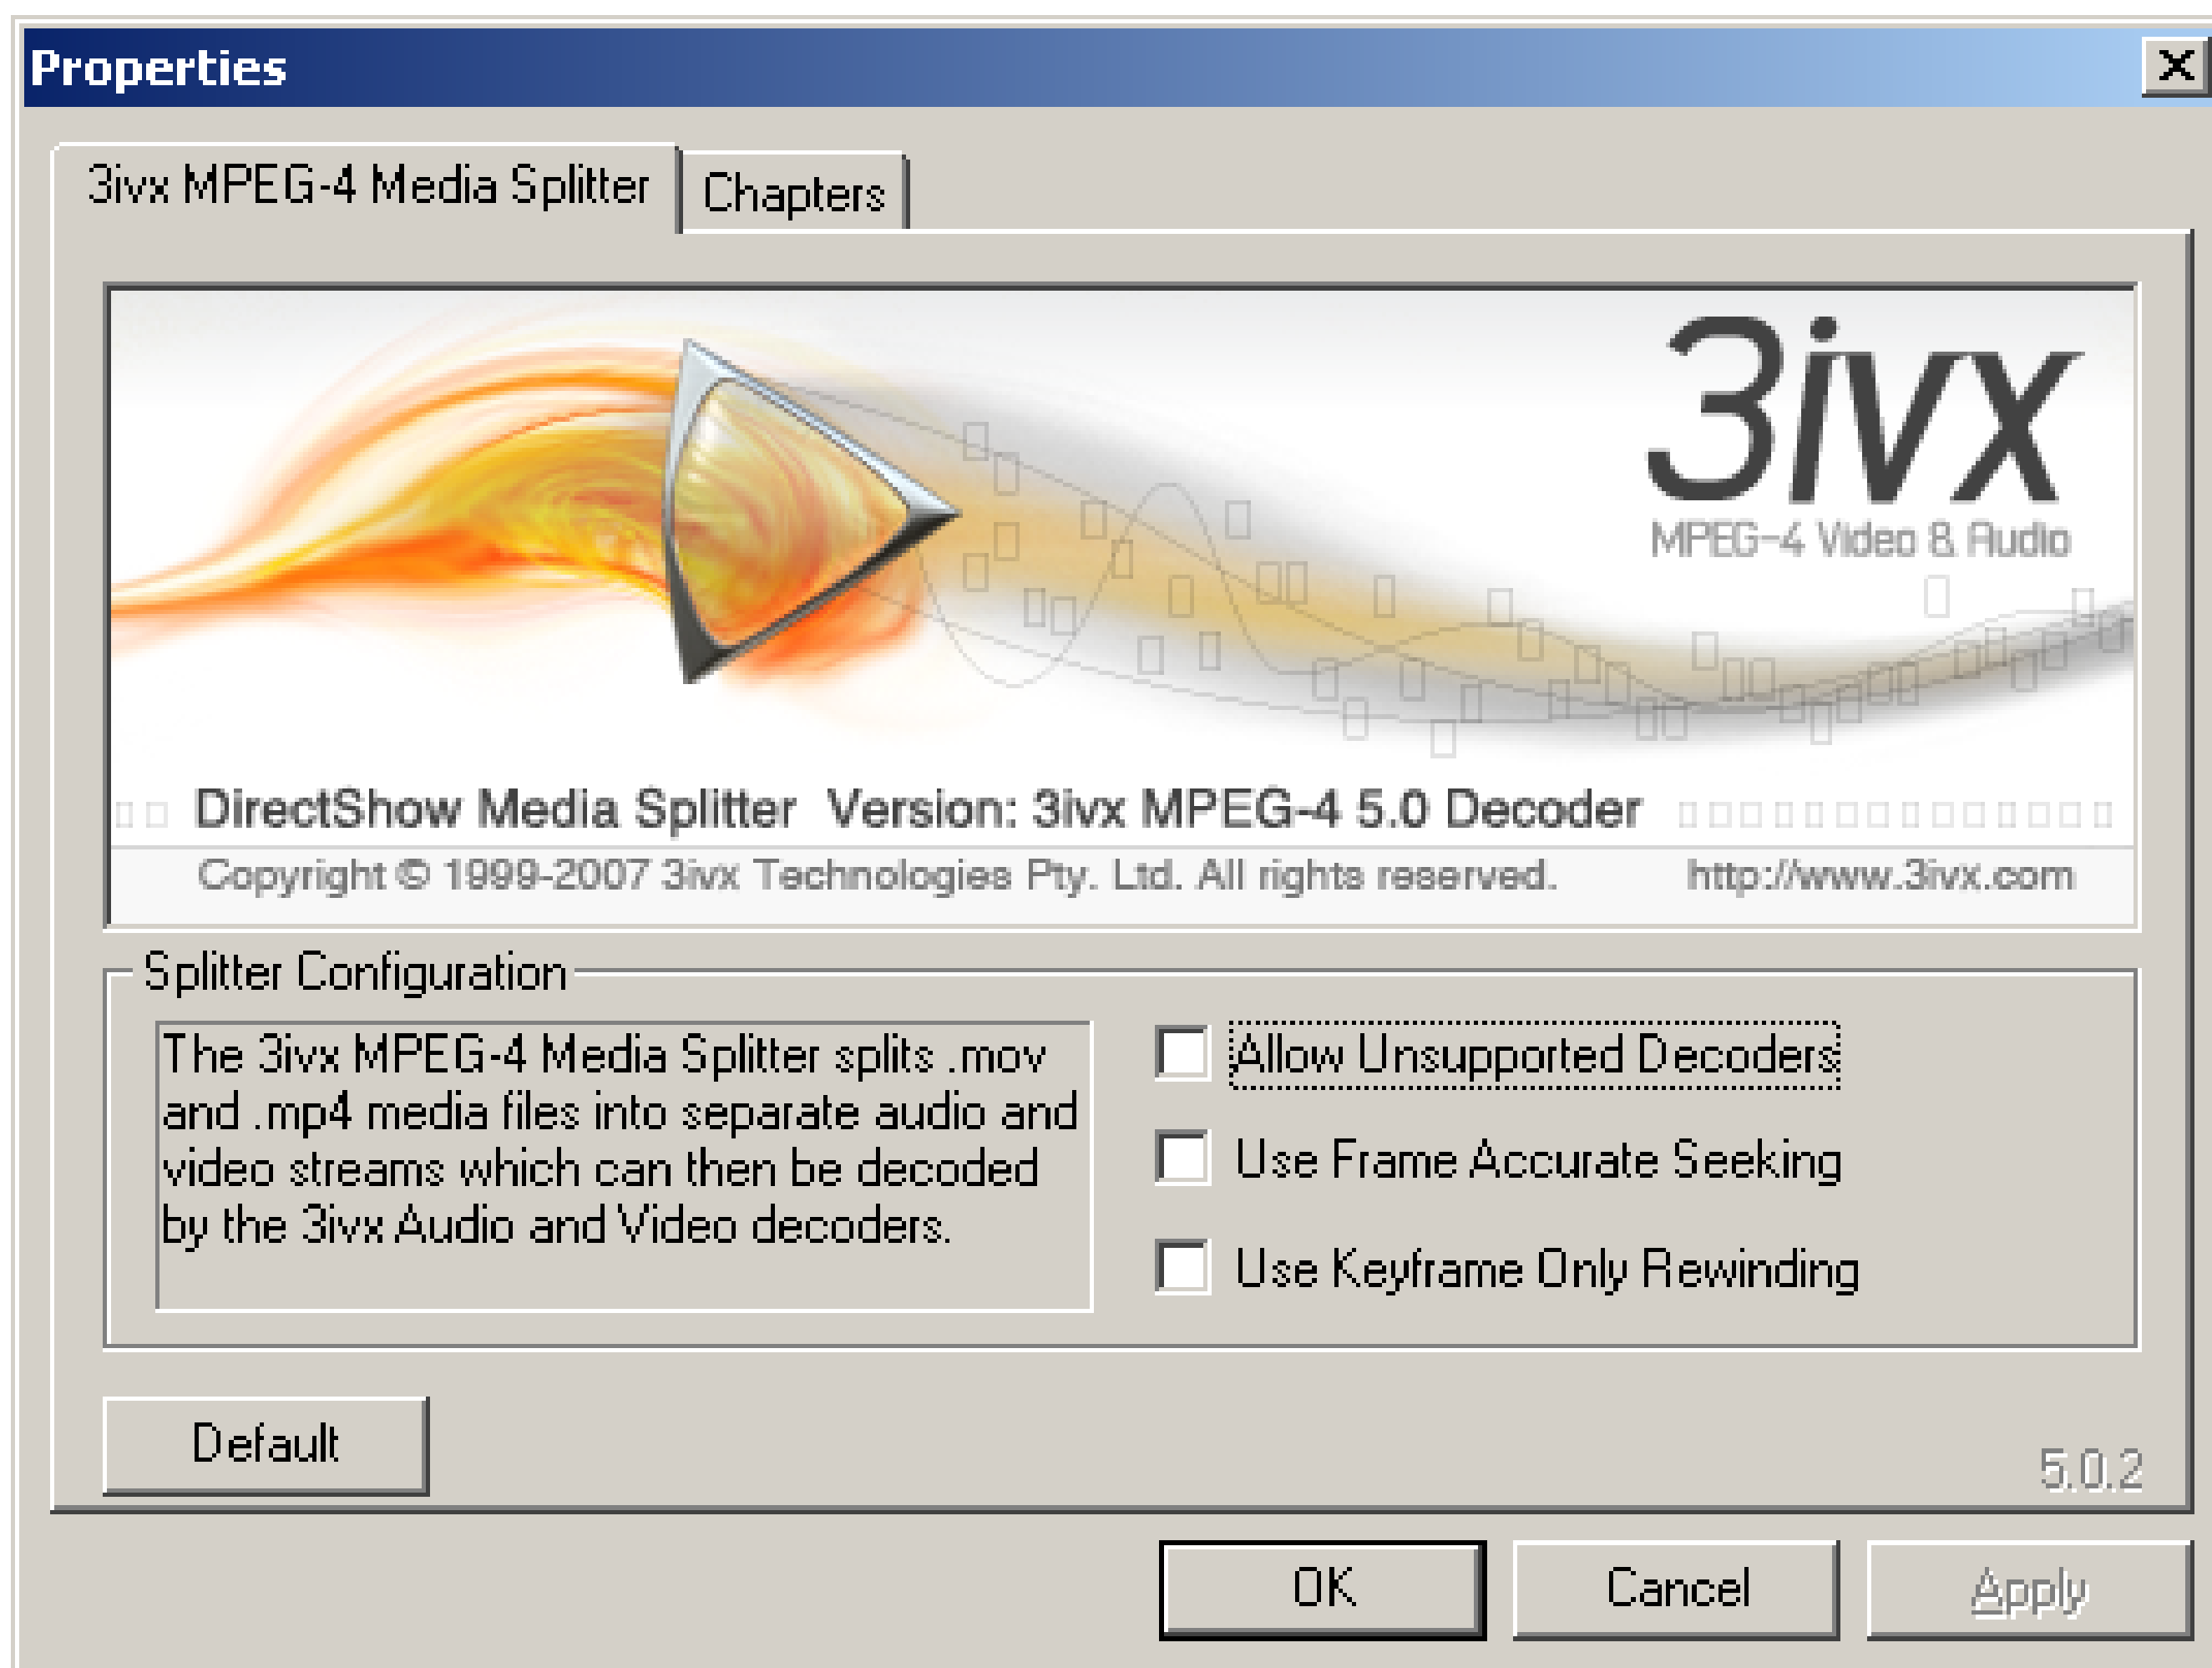 Properties
3ivx MPEG-4 Media Splitter
Chapters
3ivx
MPEG-4 Video & Audio
DirectShow Media Splitter Version: 3ivx MPEG-4 5.0 Decoder
Copyright © 1999-2007 3ivx Technologies Pty. Ltd. All rights reserved. http://www.3ivx.com
Splitter Configuration
The 3ivx MPEG-4 Media Splitter splits .mov
and .mp4 media files into separate audio and
video streams which can then be decoded
by the 3ivx Audio and Video decoders.
Allow Unsupported Decoders
Use Frame Accurate Seeking
Use Keyframe Only Rewinding
Default
5.0.2
OK
Cancel
Apply